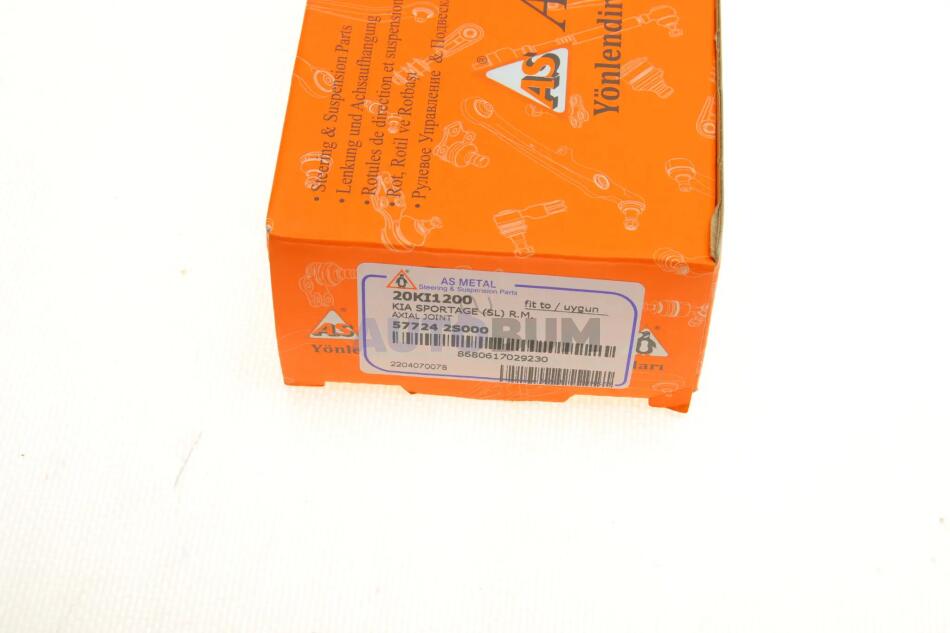 • Steering & Suspension Parts
• Lenkung und Achsaufhangung
• Rotules de direction et suspension
• Rot, Rotil ve Rotbaşı
• Рулевое Управление & Подвеска
AS ®
A
Yönlendir
AS METAL
Steering & Suspension Parts
20KI1200 fit to / uygun
KIA SPORTAGE (SL) R.M.
AXIAL JOINT
57724 2S000
AUTOBUM
8680617029230
2204070078
AS
Yönle
ları